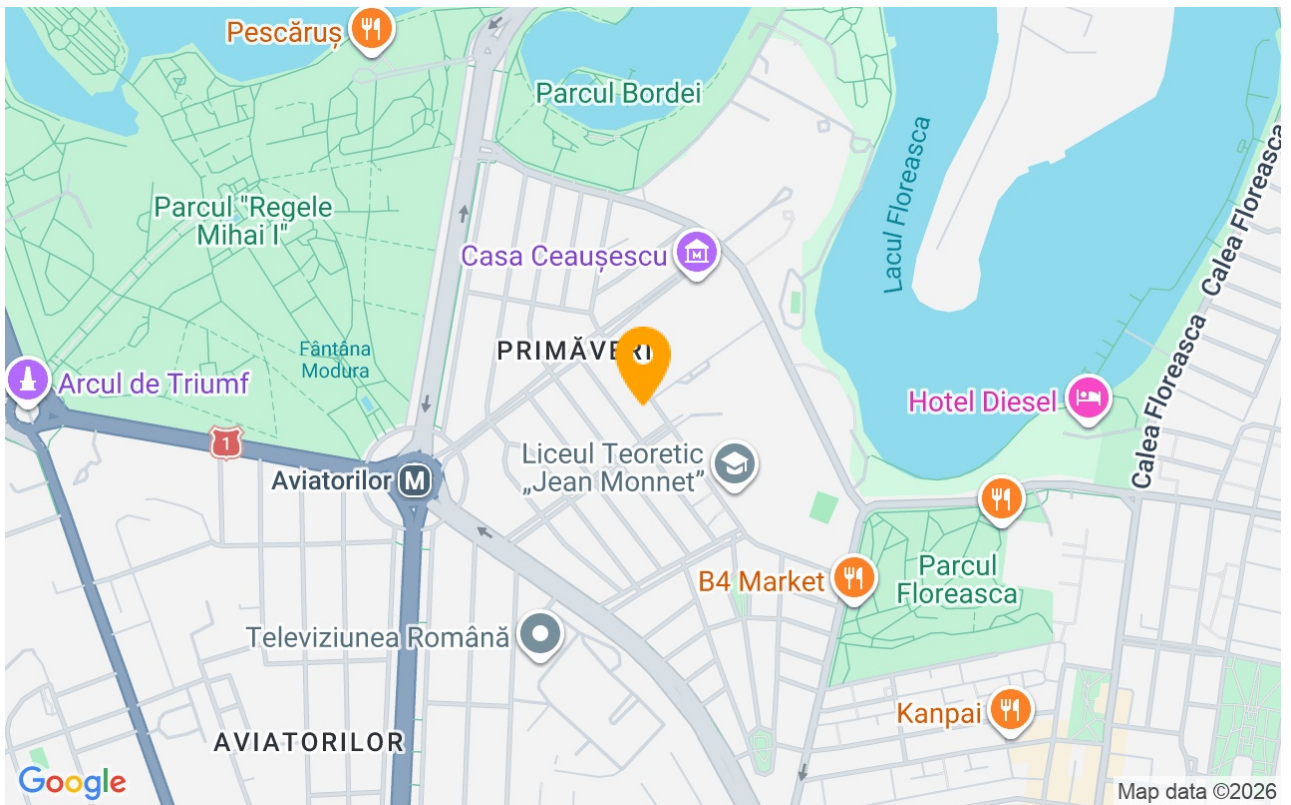 Pescăruș
Parcul Bordei
Parcul "Regele
Mihai I"
Lacul Floreasca
Calea Floreasca
Calea Floreasca
Casa Ceaușescu
Fântâna
Modura
PRIMĂVERI
Arcul de Triumf
1
Hotel Diesel
Aviatorilor M
Liceul Teoretic
„Jean Monnet”
Parcul
Floreasca
B4 Market
Televiziunea Română
Kanpai
AVIATORILOR
Google
Map data ©2026